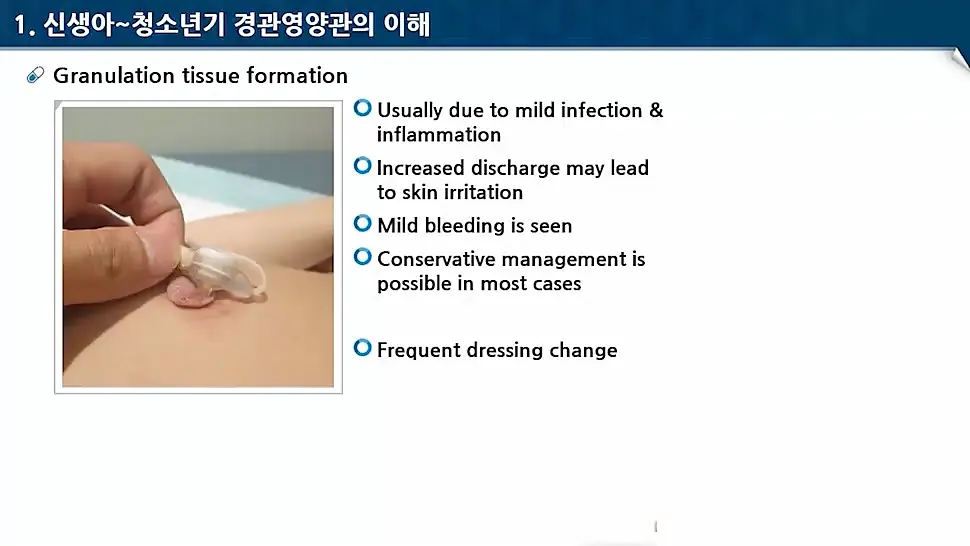 1. 신생아~청소년기 경관영양관의 이해
Granulation tissue formation
Usually due to mild infection &
inflammation
Increased discharge may lead
to skin irritation
Mild bleeding is seen
Conservative management is
possible in most cases
Frequent dressing change